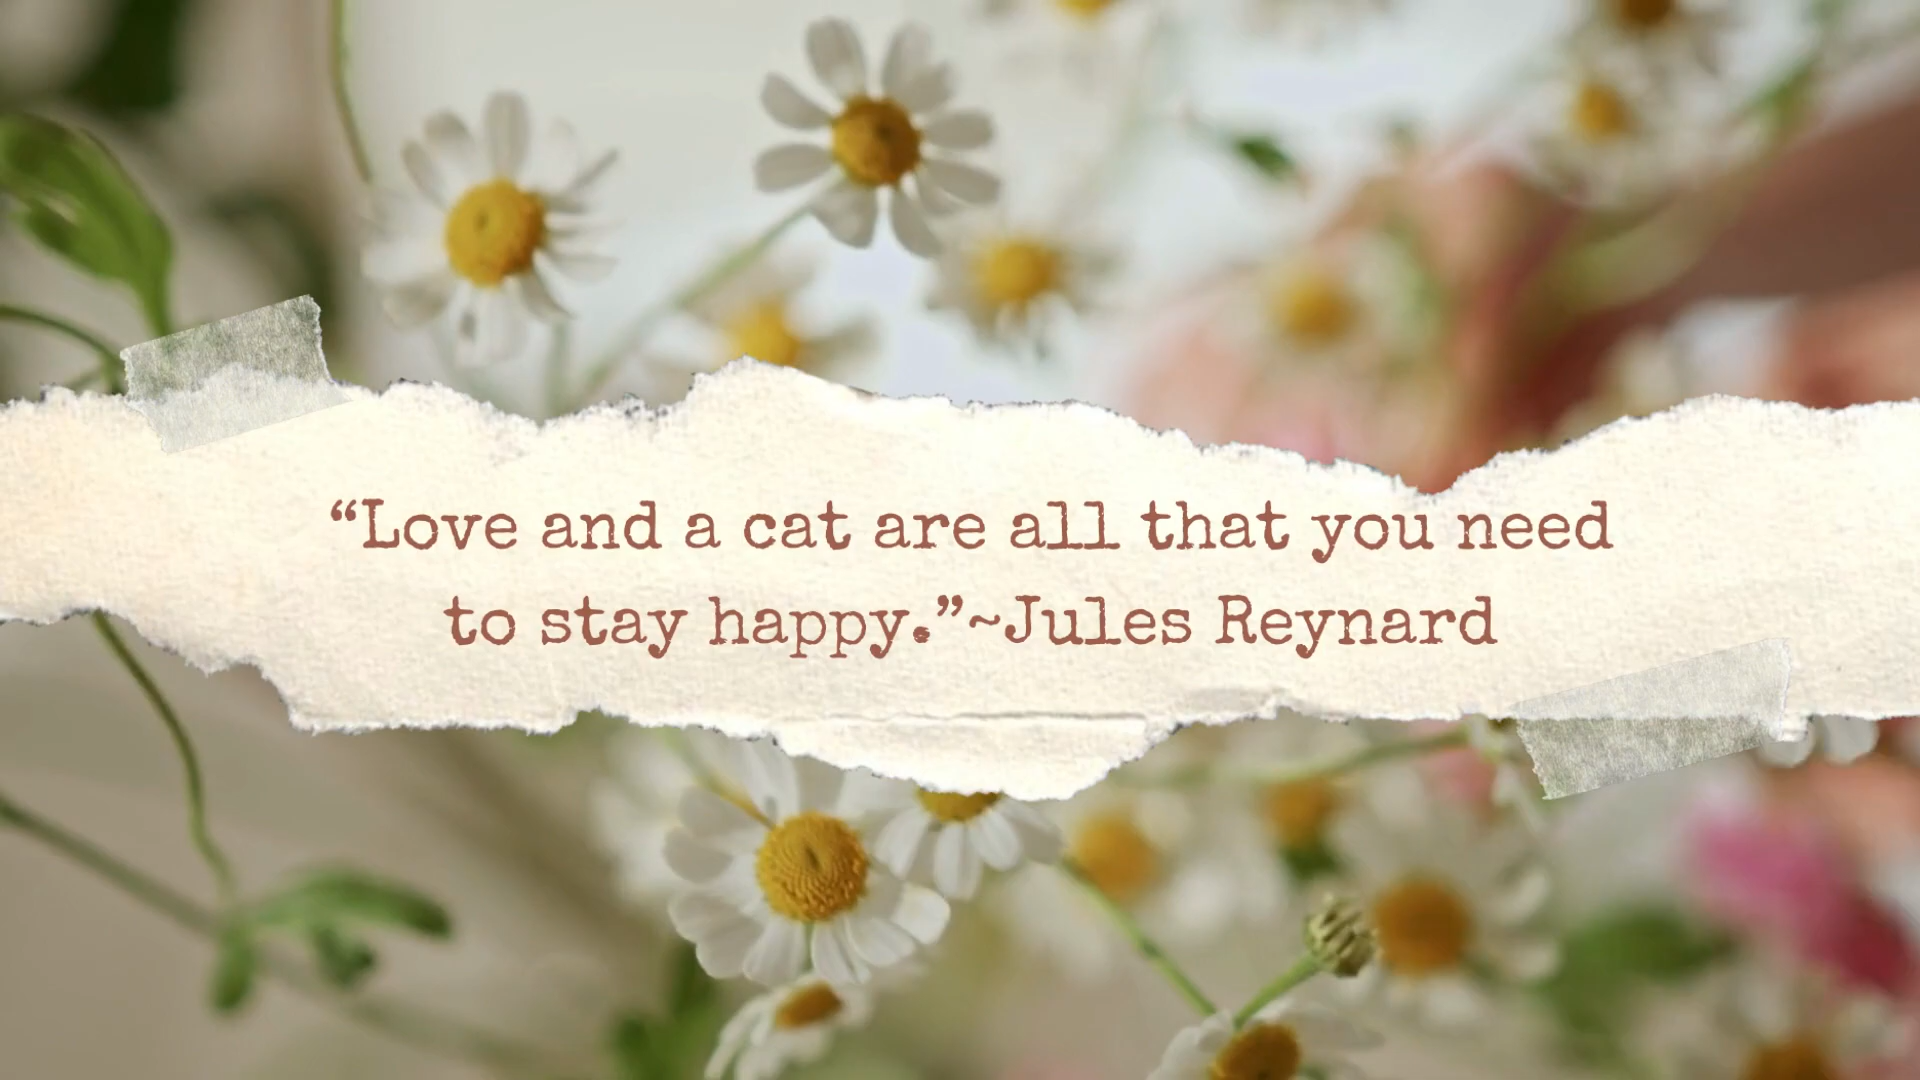 “Love and a cat are all that you need
to stay happy.”~Jules Reynard